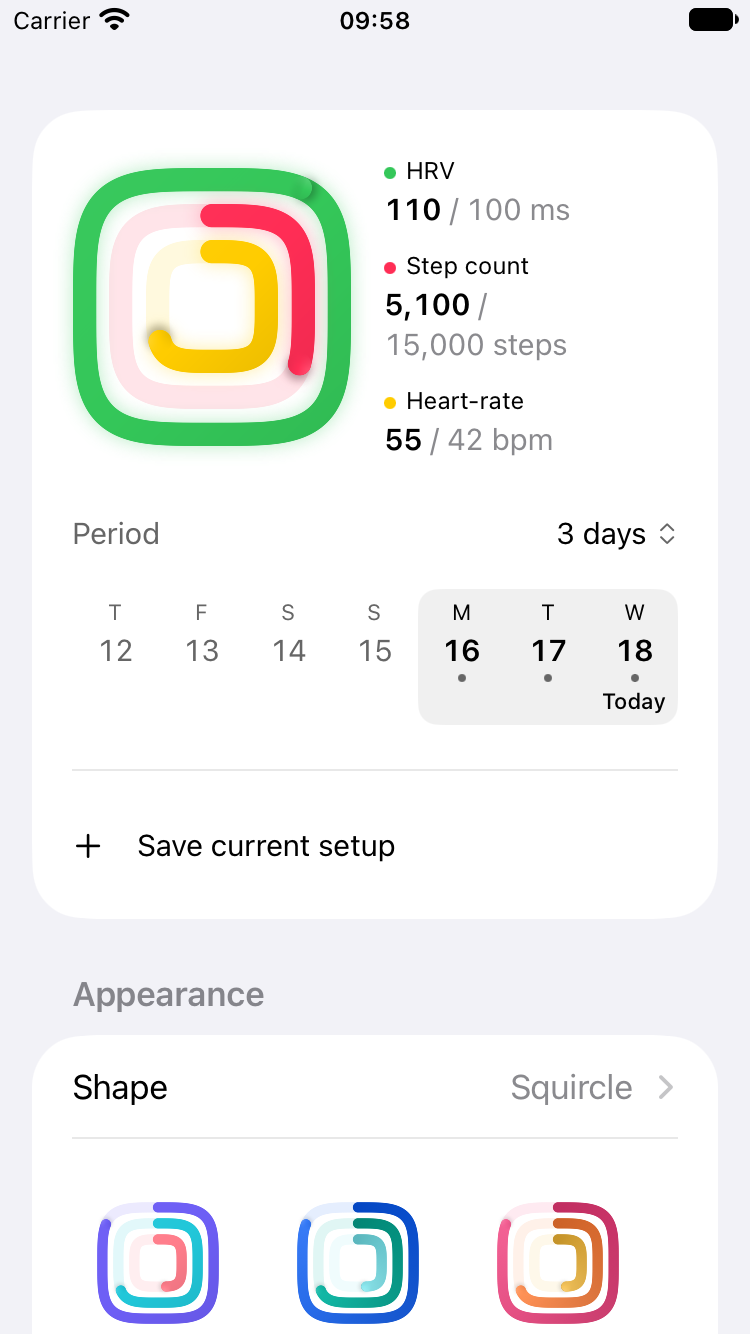 Carrier 09:58
HRV
110 / 100 ms
Step count
5,100 /
15,000 steps
Heart-rate
55 / 42 bpm
Period 3 days
T F S S M T W
12 13 14 15 16 17 18
Today
Save current setup
Appearance
Shape Squircle